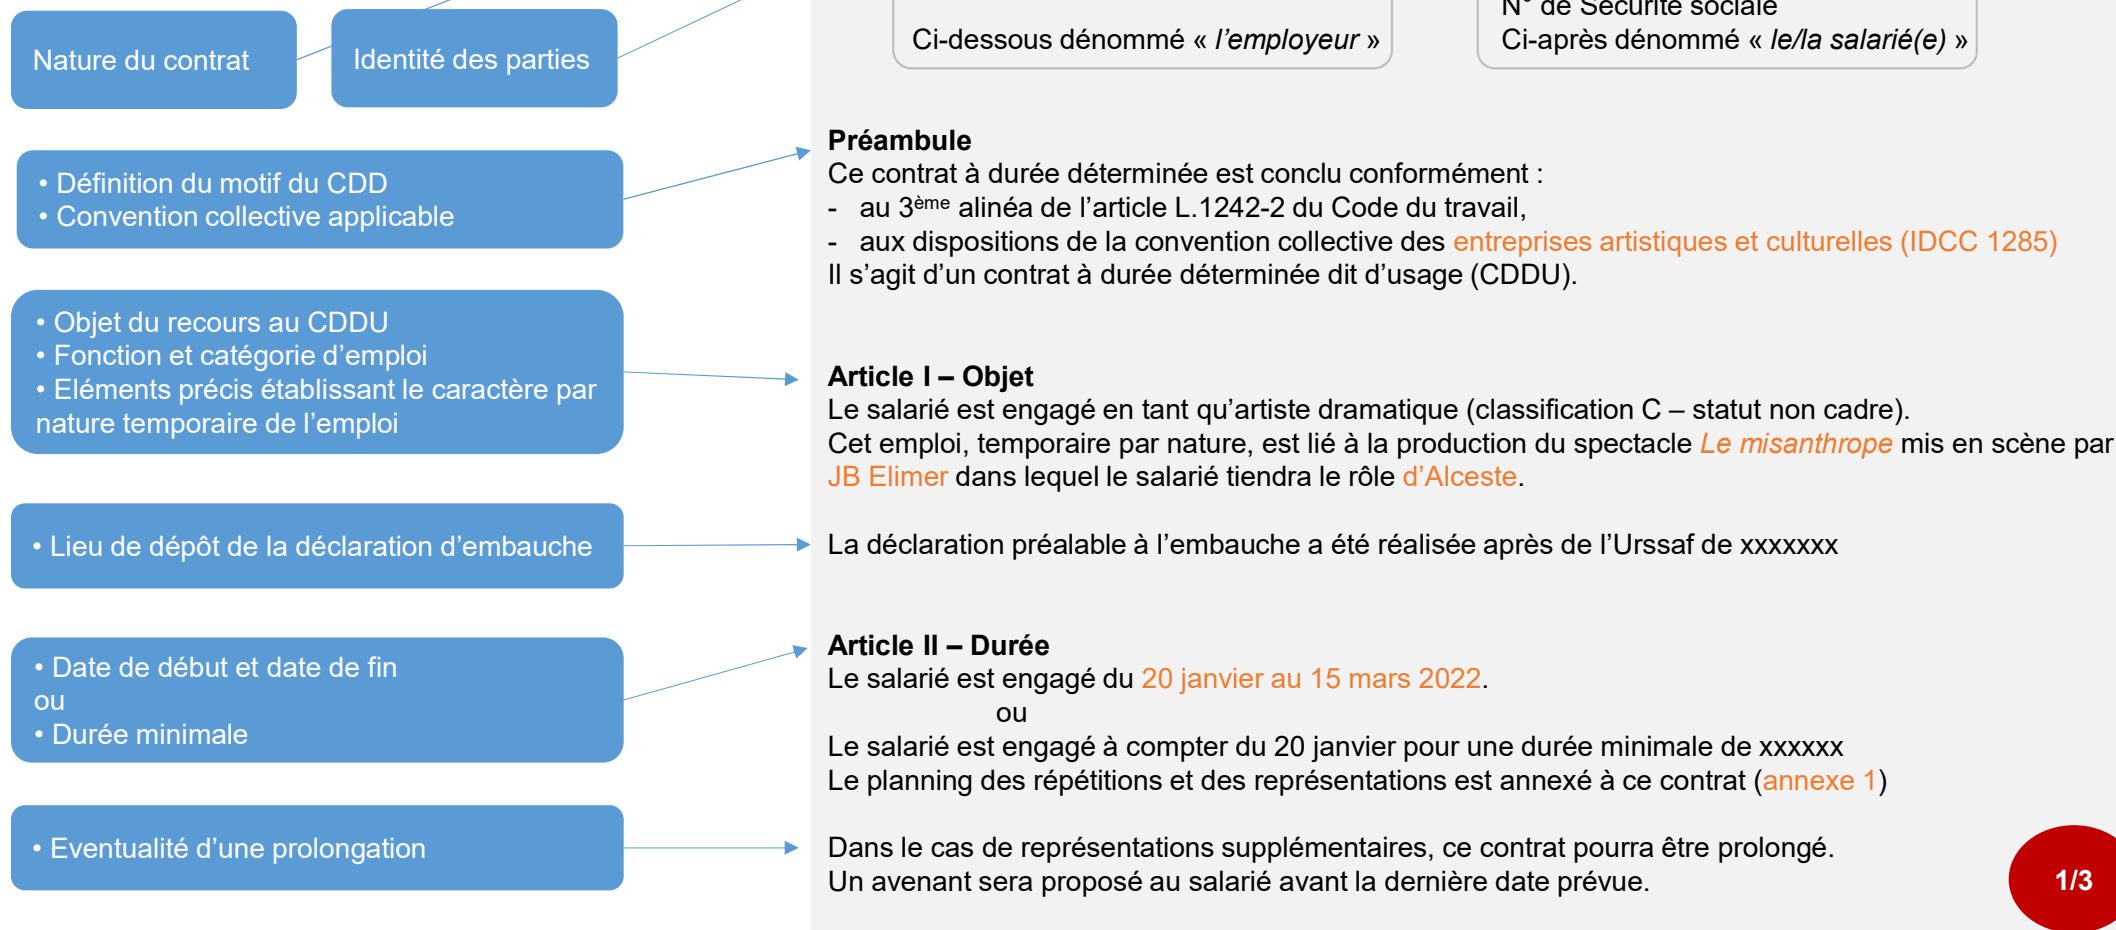 Nature du contrat
Identité des parties
Ci-dessous dénommé « l’employeur »
N° de Sécurité sociale
Ci-après dénommé « le/la salarié(e) »
• Définition du motif du CDD
• Convention collective applicable
Préambule
Ce contrat à durée déterminée est conclu conformément :
- au 3ème alinéa de l’article L.1242-2 du Code du travail,
- aux dispositions de la convention collective des entreprises artistiques et culturelles (IDCC 1285)
Il s’agit d’un contrat à durée déterminée dit d’usage (CDDU).
• Objet du recours au CDDU
• Fonction et catégorie d’emploi
• Eléments précis établissant le caractère par
nature temporaire de l’emploi
Article I – Objet
Le salarié est engagé en tant qu’artiste dramatique (classification C – statut non cadre).
Cet emploi, temporaire par nature, est lié à la production du spectacle Le misanthrope mis en scène par
JB Elimer dans lequel le salarié tiendra le rôle d’Alceste.
• Lieu de dépôt de la déclaration d’embauche
La déclaration préalable à l’embauche a été réalisée après de l’Urssaf de xxxxxxx
• Date de début et date de fin
ou
• Durée minimale
Article II – Durée
Le salarié est engagé du 20 janvier au 15 mars 2022.
ou
Le salarié est engagé à compter du 20 janvier pour une durée minimale de xxxxxx
Le planning des répétitions et des représentations est annexé à ce contrat (annexe 1)
• Eventualité d’une prolongation
Dans le cas de représentations supplémentaires, ce contrat pourra être prolongé.
Un avenant sera proposé au salarié avant la dernière date prévue.
1/3